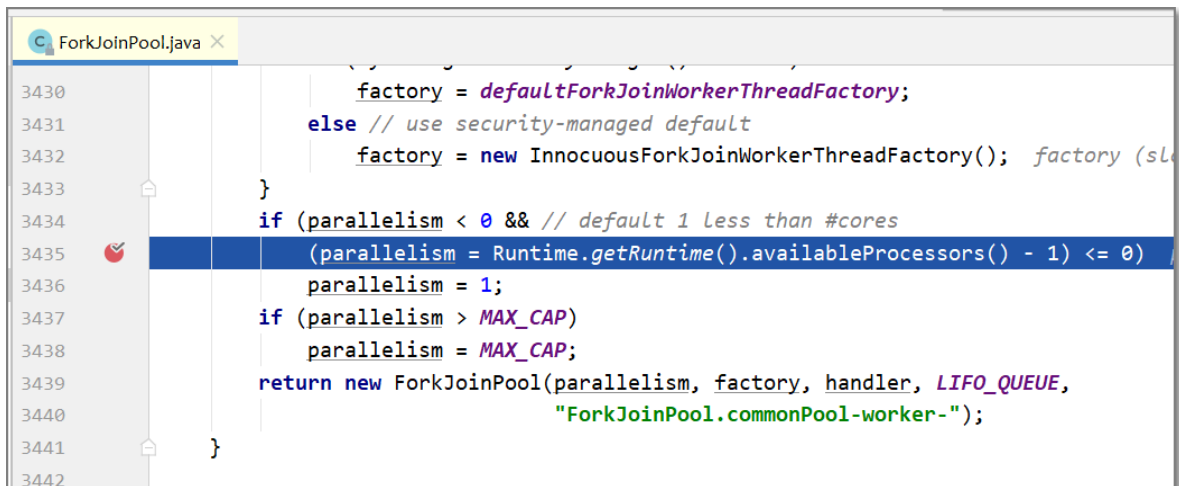 C ForkJoinPool.java
3430 factory = defaultForkJoinWorkerThreadFactory;
3431 else // use security-managed default
3432 factory = new InnocuousForkJoinWorkerThreadFactory(); factory (slo
3433 }
3434 if (parallelism < 0 && // default 1 less than #cores
3435 (parallelism = Runtime.getRuntime().availableProcessors() - 1) <= 0)
3436 parallelism = 1;
3437 if (parallelism > MAX_CAP)
3438 parallelism = MAX_CAP;
3439 return new ForkJoinPool(parallelism, factory, handler, LIFO_QUEUE,
3440 "ForkJoinPool.commonPool-worker-");
3441 }
3442